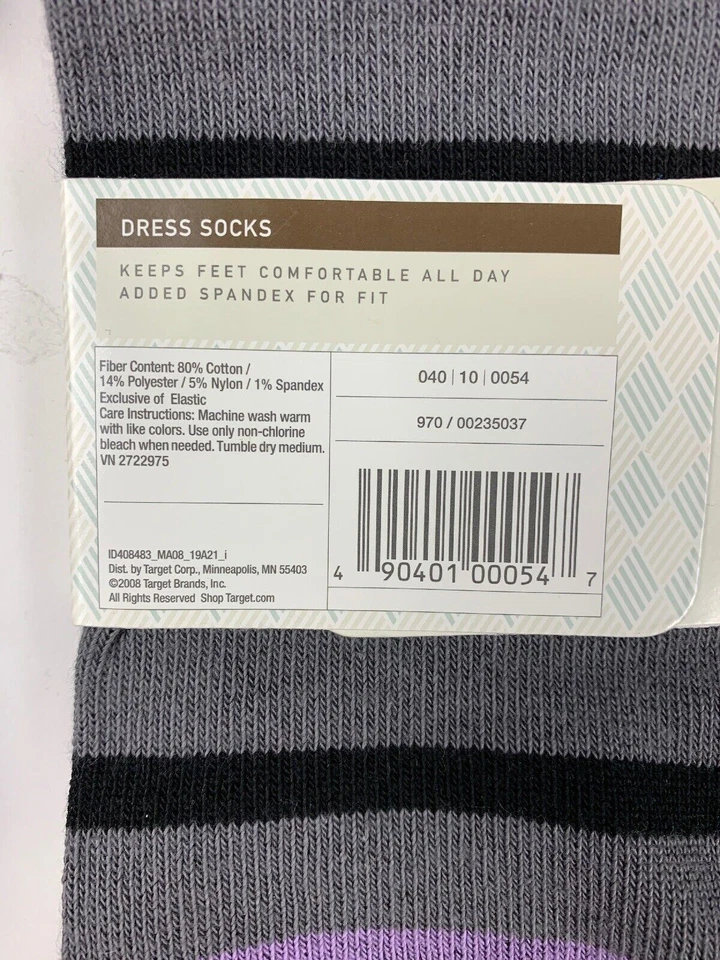 DRESS SOCKS
KEEPS FEET COMFORTABLE ALL DAY
ADDED SPANDEX FOR FIT
Fiber Content: 80% Cotton /
14% Polyester / 5% Nylon / 1% Spandex
Exclusive of Elastic
Care Instructions: Machine wash warm
with like colors. Use only non-chlorine
bleach when needed. Tumble dry medium.
VN 2722975
ID408483_MA08_19A21_i
Dist. by Target Corp., Minneapolis, MN 55403
©2008 Target Brands, Inc.
All Rights Reserved Shop Target.com
040 | 10 | 0054
970 / 00235037
4 90401 00054 7